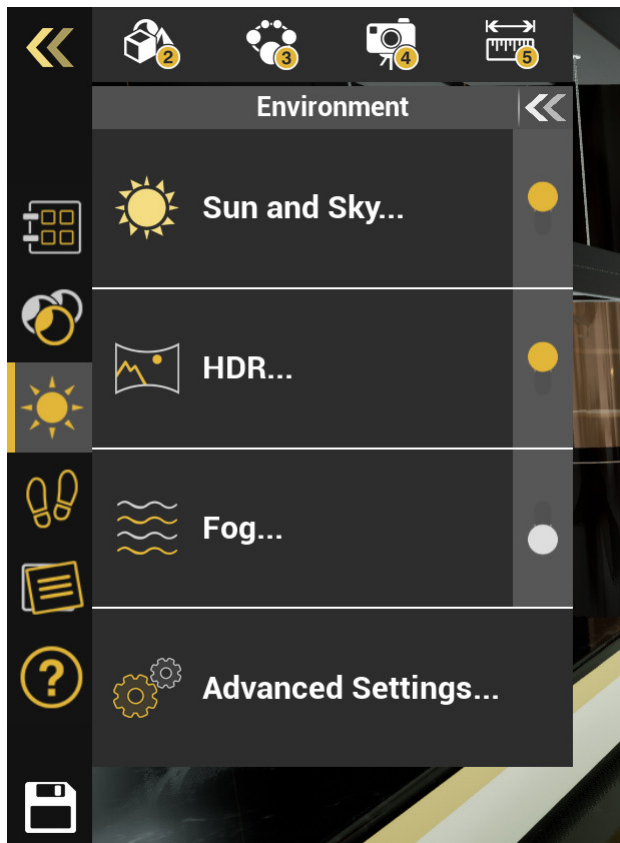 2
3
4
5
Environment
Sun and Sky...
HDR...
Fog...
?
Advanced Settings...